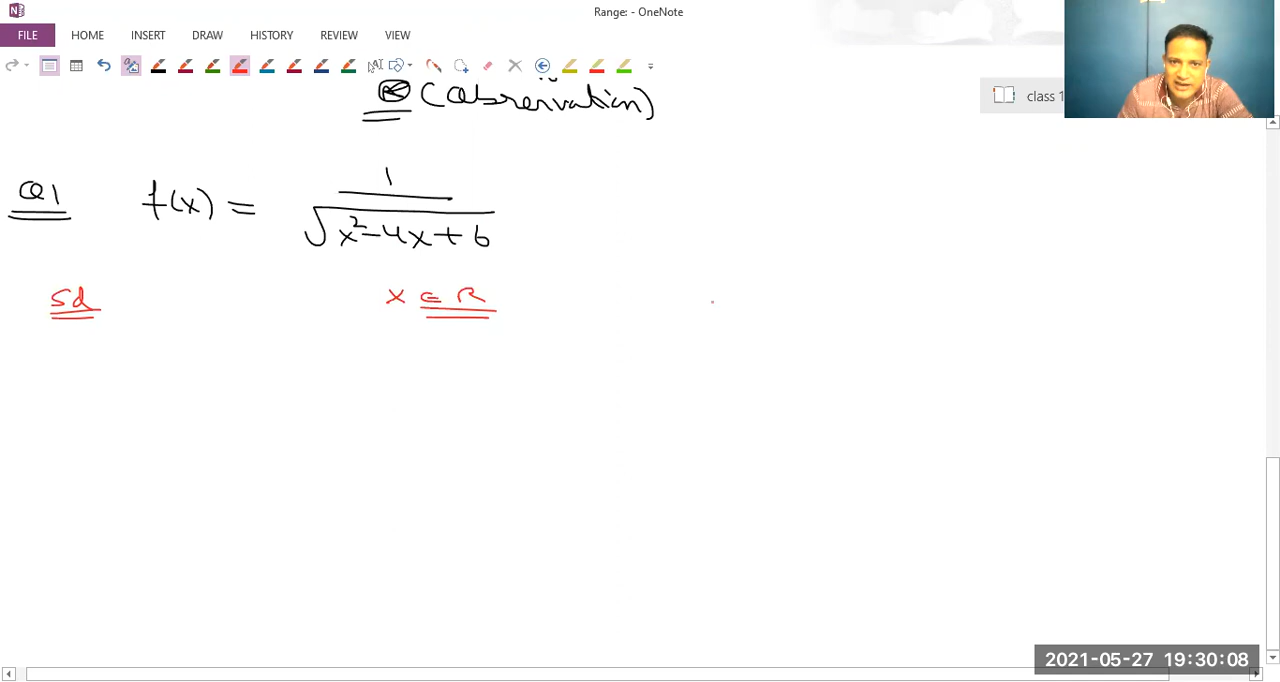 Range: - OneNote
FILE HOME INSERT DRAW HISTORY REVIEW VIEW
class 1
(Observation)
Q1 f(x) = 1/√(x²-4x+6)
Sol x ∈ R
2021-05-27 19:30:08